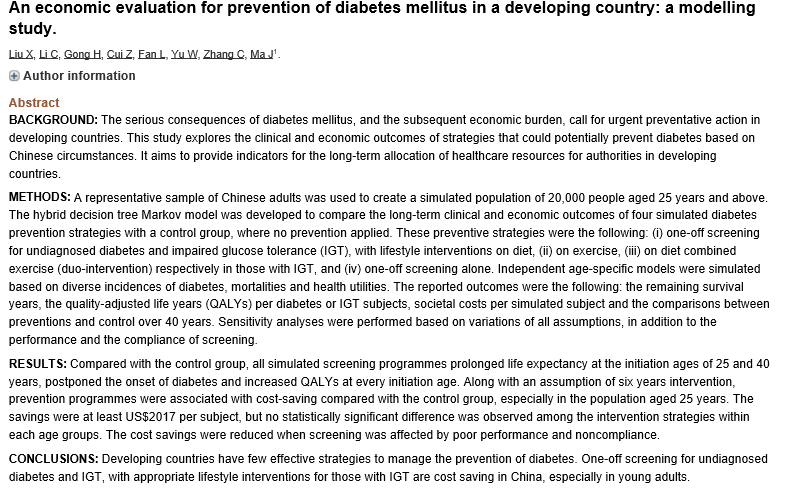 An economic evaluation for prevention of diabetes mellitus in a developing country: a modelling
study.
Liu X, Li C, Gong H, Cui Z, Fan L, Yu W, Zhang C, Ma J1.
Author information
Abstract
BACKGROUND: The serious consequences of diabetes mellitus, and the subsequent economic burden, call for urgent preventative action in
developing countries. This study explores the clinical and economic outcomes of strategies that could potentially prevent diabetes based on
Chinese circumstances. It aims to provide indicators for the long-term allocation of healthcare resources for authorities in developing
countries.
METHODS: A representative sample of Chinese adults was used to create a simulated population of 20,000 people aged 25 years and above.
The hybrid decision tree Markov model was developed to compare the long-term clinical and economic outcomes of four simulated diabetes
prevention strategies with a control group, where no prevention applied. These preventive strategies were the following: (i) one-off screening
for undiagnosed diabetes and impaired glucose tolerance (IGT), with lifestyle interventions on diet, (ii) on exercise, (iii) on diet combined
exercise (duo-intervention) respectively in those with IGT, and (iv) one-off screening alone. Independent age-specific models were simulated
based on diverse incidences of diabetes, mortalities and health utilities. The reported outcomes were the following: the remaining survival
years, the quality-adjusted life years (QALYs) per diabetes or IGT subjects, societal costs per simulated subject and the comparisons between
preventions and control over 40 years. Sensitivity analyses were performed based on variations of all assumptions, in addition to the
performance and the compliance of screening.
RESULTS: Compared with the control group, all simulated screening programmes prolonged life expectancy at the initiation ages of 25 and 40
years, postponed the onset of diabetes and increased QALYs at every initiation age. Along with an assumption of six years intervention,
prevention programmes were associated with cost-saving compared with the control group, especially in the population aged 25 years. The
savings were at least US$2017 per subject, but no statistically significant difference was observed among the intervention strategies within
each age groups. The cost savings were reduced when screening was affected by poor performance and noncompliance.
CONCLUSIONS: Developing countries have few effective strategies to manage the prevention of diabetes. One-off screening for undiagnosed
diabetes and IGT, with appropriate lifestyle interventions for those with IGT are cost saving in China, especially in young adults.